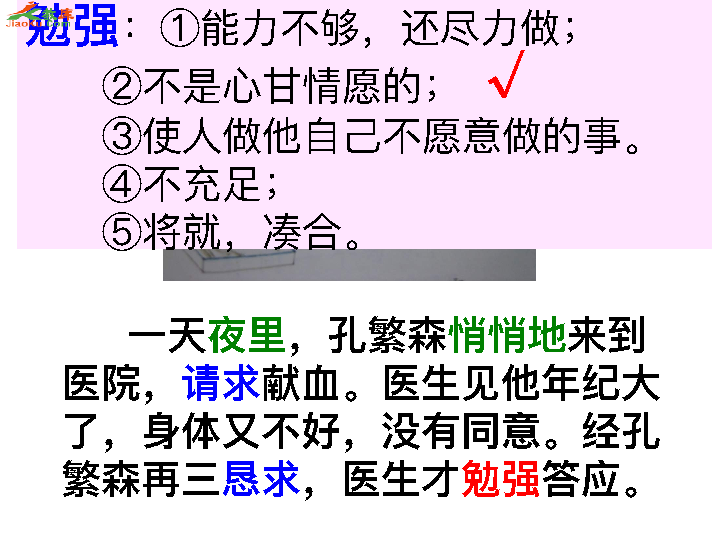 勉强：①能力不够，还尽力做；
②不是心甘情愿的； √
③使人做他自己不愿意做的事。
④不充足；
⑤将就，凑合。
一天夜里，孔繁森悄悄地来到
医院，请求献血。医生见他年纪大
了，身体又不好，没有同意。经孔
繁森再三恳求，医生才勉强答应。